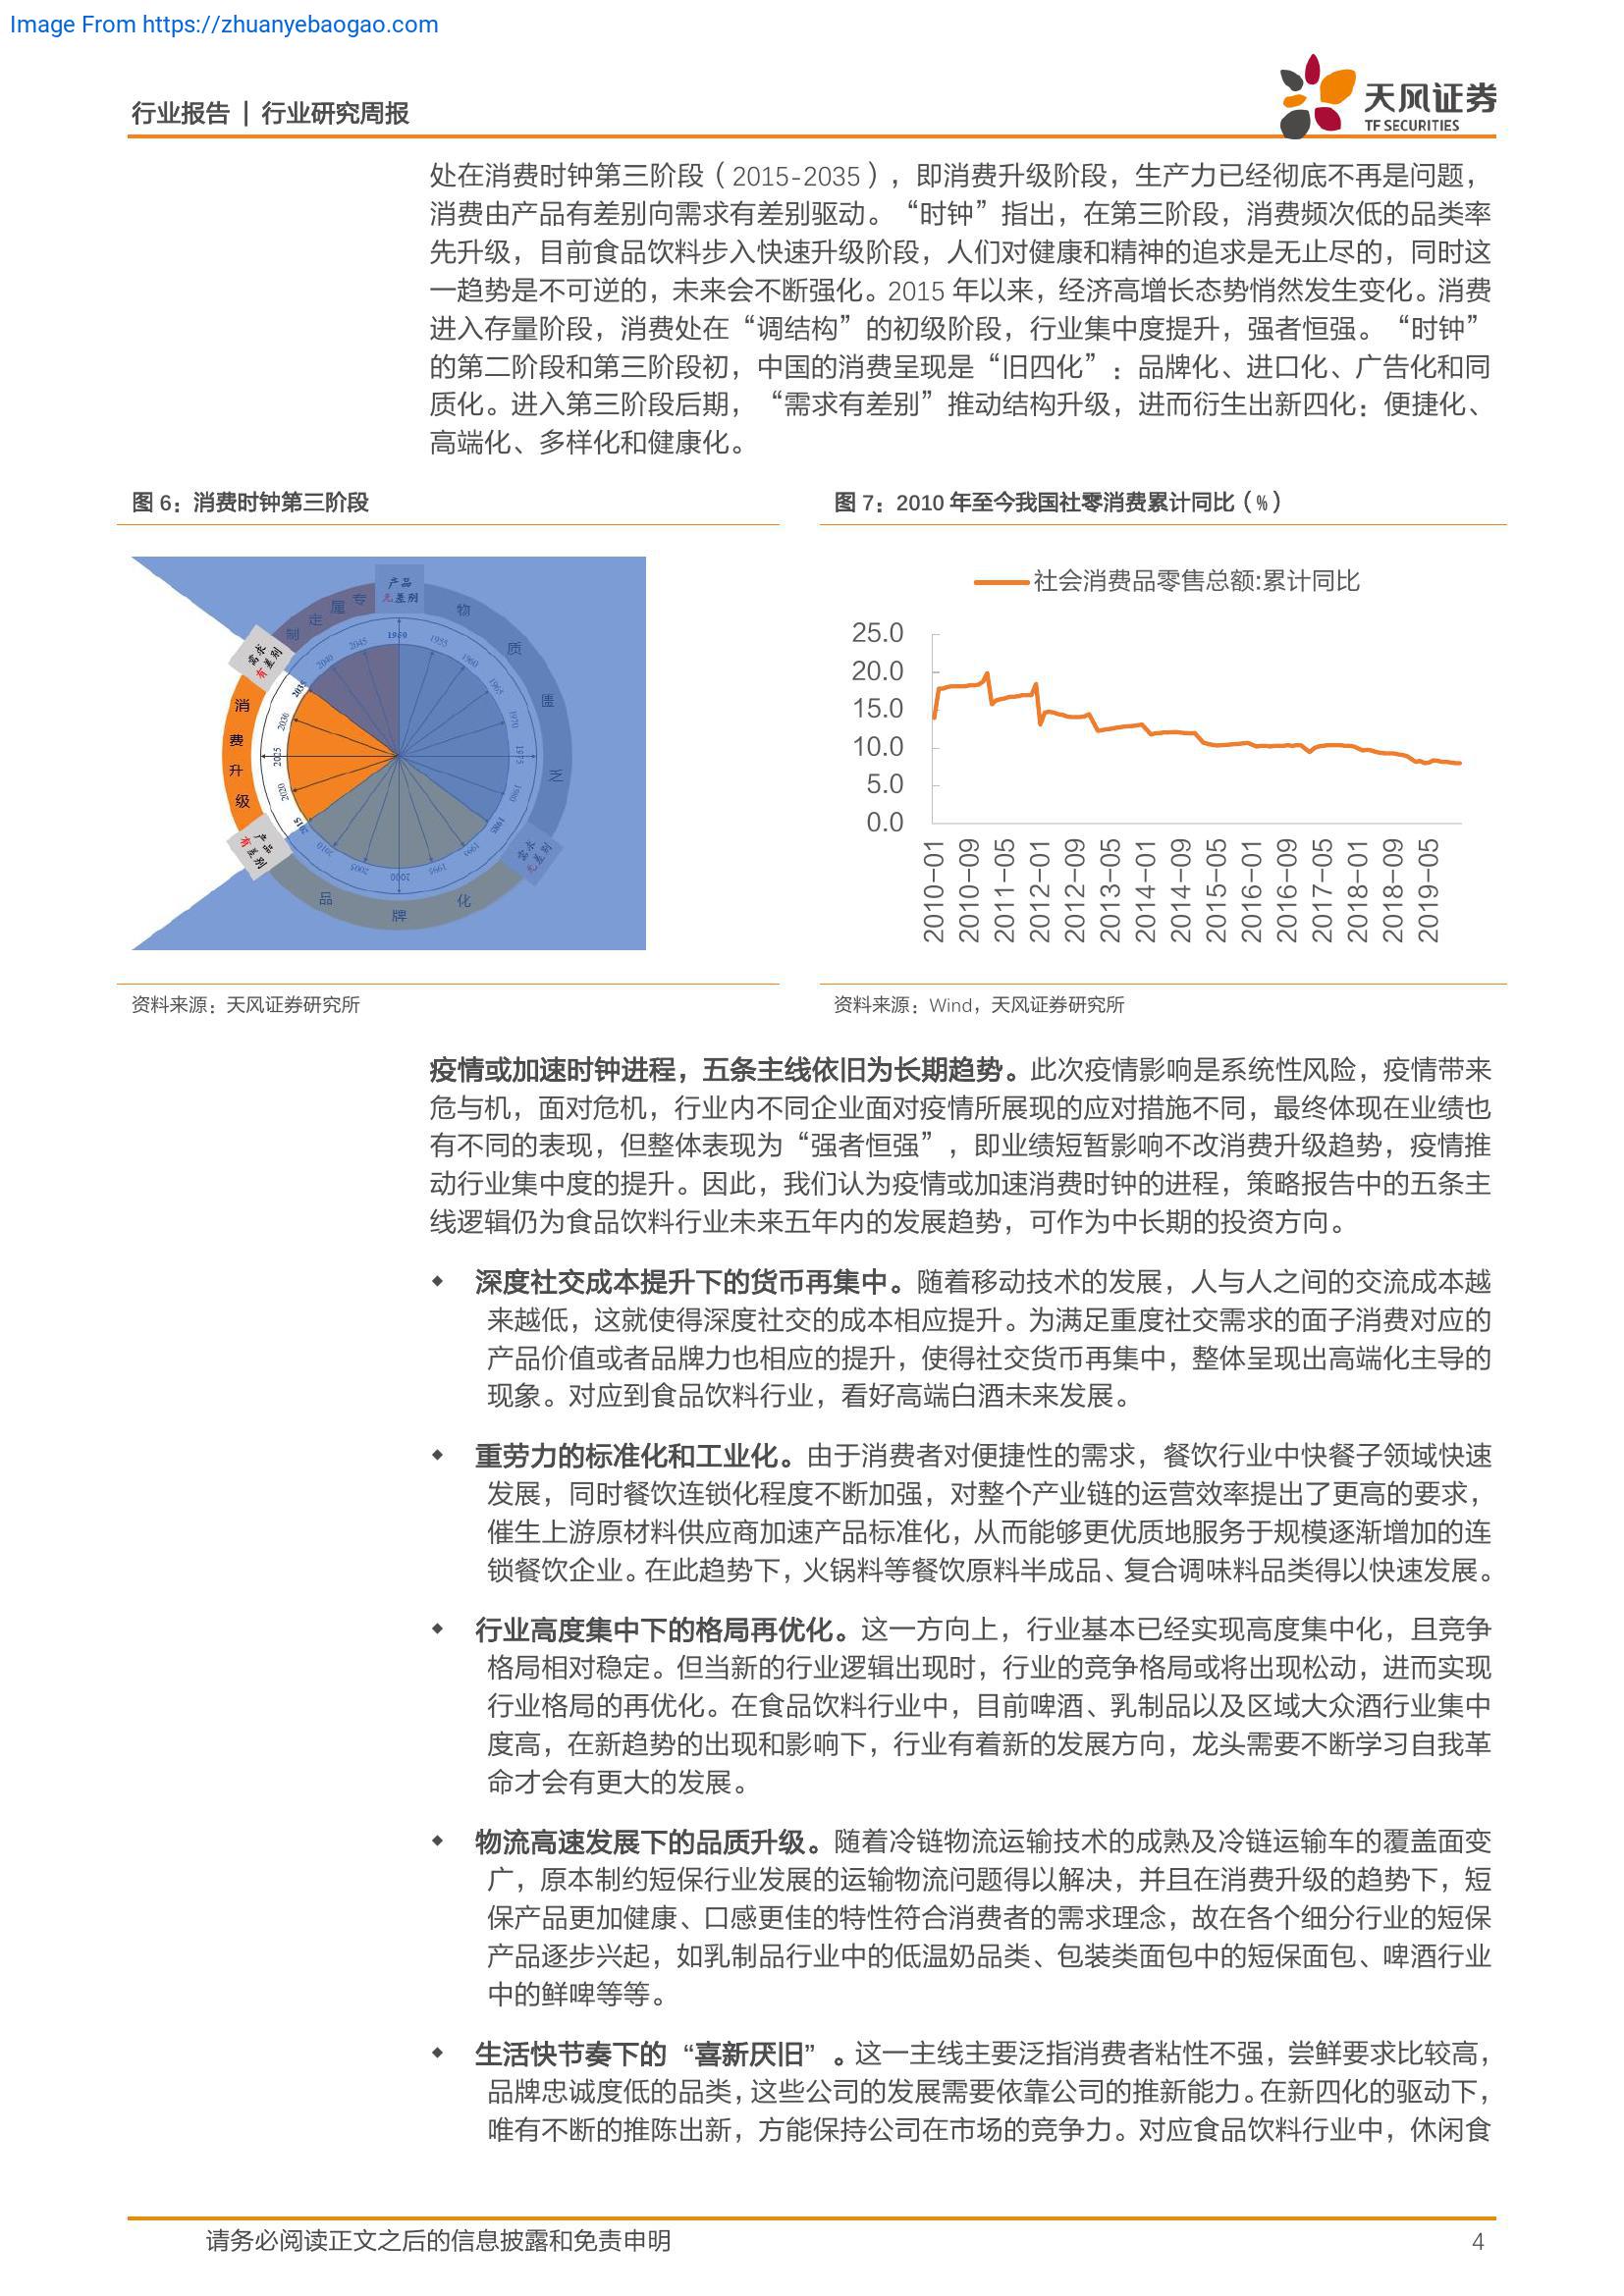 Image From https://zhuanyebaogao.com
行业报告 | 行业研究周报
天风证券
TF SECURITIES
处在消费时钟第三阶段（2015-2035），即消费升级阶段，生产力已经彻底不再是问题，
消费由产品有差别向需求有差别驱动。“时钟”指出，在第三阶段，消费频次低的品类率
先升级，目前食品饮料步入快速升级阶段，人们对健康和精神的追求是无止尽的，同时这
一趋势是不可逆的，未来会不断强化。2015 年以来，经济高增长态势悄然发生变化。消费
进入存量阶段，消费处在“调结构”的初级阶段，行业集中度提升，强者恒强。“时钟”
的第二阶段和第三阶段初，中国的消费呈现是“旧四化”：品牌化、进口化、广告化和同
质化。进入第三阶段后期，“需求有差别”推动结构升级，进而衍生出新四化：便捷化、
高端化、多样化和健康化。
图 6：消费时钟第三阶段
产品
无差别
物
质
匮
乏
需求
无差别
化
牌
品
产品
有差别
消
费
升
级
需求
有差别
制
定
属
专
1950
1955
1960
1965
1970
1975
1980
1985
1990
1995
2000
2005
2010
2015
2020
2025
2030
2035
2040
2045
资料来源：天风证券研究所
图 7：2010 年至今我国社零消费累计同比（%）
社会消费品零售总额:累计同比
25.0
20.0
15.0
10.0
5.0
0.0
2010-01
2010-09
2011-05
2012-01
2012-09
2013-05
2014-01
2014-09
2015-05
2016-01
2016-09
2017-05
2018-01
2018-09
2019-05
资料来源：Wind，天风证券研究所
疫情或加速时钟进程，五条主线依旧为长期趋势。此次疫情影响是系统性风险，疫情带来
危与机，面对危机，行业内不同企业面对疫情所展现的应对措施不同，最终体现在业绩也
有不同的表现，但整体表现为“强者恒强”，即业绩短暂影响不改消费升级趋势，疫情推
动行业集中度的提升。因此，我们认为疫情或加速消费时钟的进程，策略报告中的五条主
线逻辑仍为食品饮料行业未来五年内的发展趋势，可作为中长期的投资方向。
◆ 深度社交成本提升下的货币再集中。随着移动技术的发展，人与人之间的交流成本越
来越低，这就使得深度社交的成本相应提升。为满足重度社交需求的面子消费对应的
产品价值或者品牌力也相应的提升，使得社交货币再集中，整体呈现出高端化主导的
现象。对应到食品饮料行业，看好高端白酒未来发展。
◆ 重劳力的标准化和工业化。由于消费者对便捷性的需求，餐饮行业中快餐子领域快速
发展，同时餐饮连锁化程度不断加强，对整个产业链的运营效率提出了更高的要求，
催生上游原材料供应商加速产品标准化，从而能够更优质地服务于规模逐渐增加的连
锁餐饮企业。在此趋势下，火锅料等餐饮原料半成品、复合调味料品类得以快速发展。
◆ 行业高度集中下的格局再优化。这一方向上，行业基本已经实现高度集中化，且竞争
格局相对稳定。但当新的行业逻辑出现时，行业的竞争格局或将出现松动，进而实现
行业格局的再优化。在食品饮料行业中，目前啤酒、乳制品以及区域大众酒行业集中
度高，在新趋势的出现和影响下，行业有着新的发展方向，龙头需要不断学习自我革
命才会有更大的发展。
◆ 物流高速发展下的品质升级。随着冷链物流运输技术的成熟及冷链运输车的覆盖面变
广，原本制约短保行业发展的运输物流问题得以解决，并且在消费升级的趋势下，短
保产品更加健康、口感更佳的特性符合消费者的需求理念，故在各个细分行业的短保
产品逐步兴起，如乳制品行业中的低温奶品类、包装类面包中的短保面包、啤酒行业
中的鲜啤等等。
◆ 生活快节奏下的“喜新厌旧”。这一主线主要泛指消费者粘性不强，尝鲜要求比较高，
品牌忠诚度低的品类，这些公司的发展需要依靠公司的推新能力。在新四化的驱动下，
唯有不断的推陈出新，方能保持公司在市场的竞争力。对应食品饮料行业中，休闲食
请务必阅读正文之后的信息披露和免责申明
4